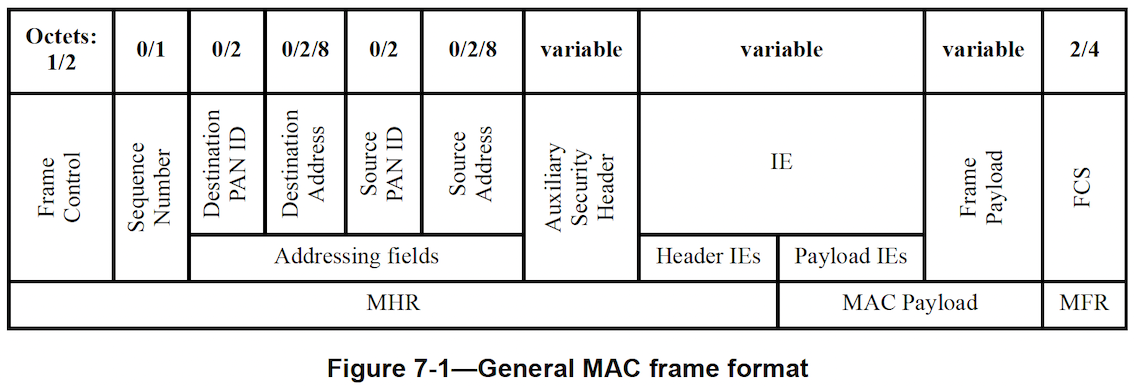 Octets:
1/2
0/1
0/2
0/2/8
0/2
0/2/8
variable
variable
variable
2/4
Frame
Control
Sequence
Number
Destination
PAN ID
Destination
Address
Source
PAN ID
Source
Address
Auxiliary
Security
Header
IE
Frame
Payload
FCS
Addressing fields
Header IEs
Payload IEs
MHR
MAC Payload
MFR
Figure 7-1—General MAC frame format